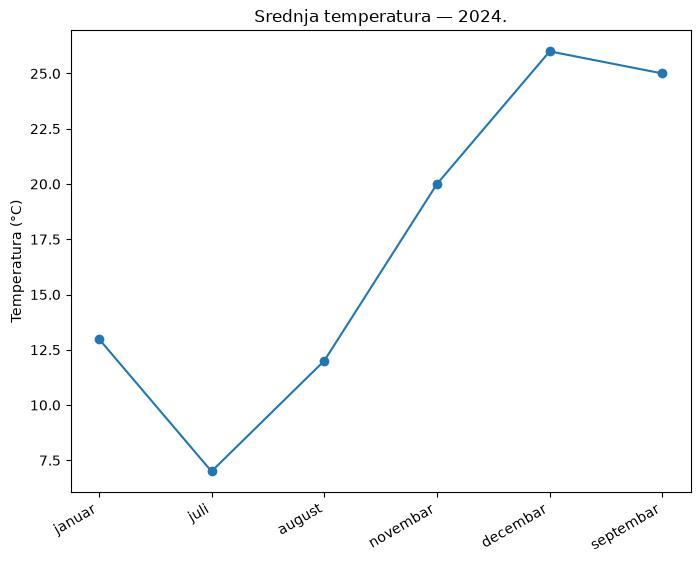 Srednja temperatura — 2024.
Temperatura (°C)
25.0
22.5
20.0
17.5
15.0
12.5
10.0
7.5
januar
juli
august
novembar
decembar
septembar